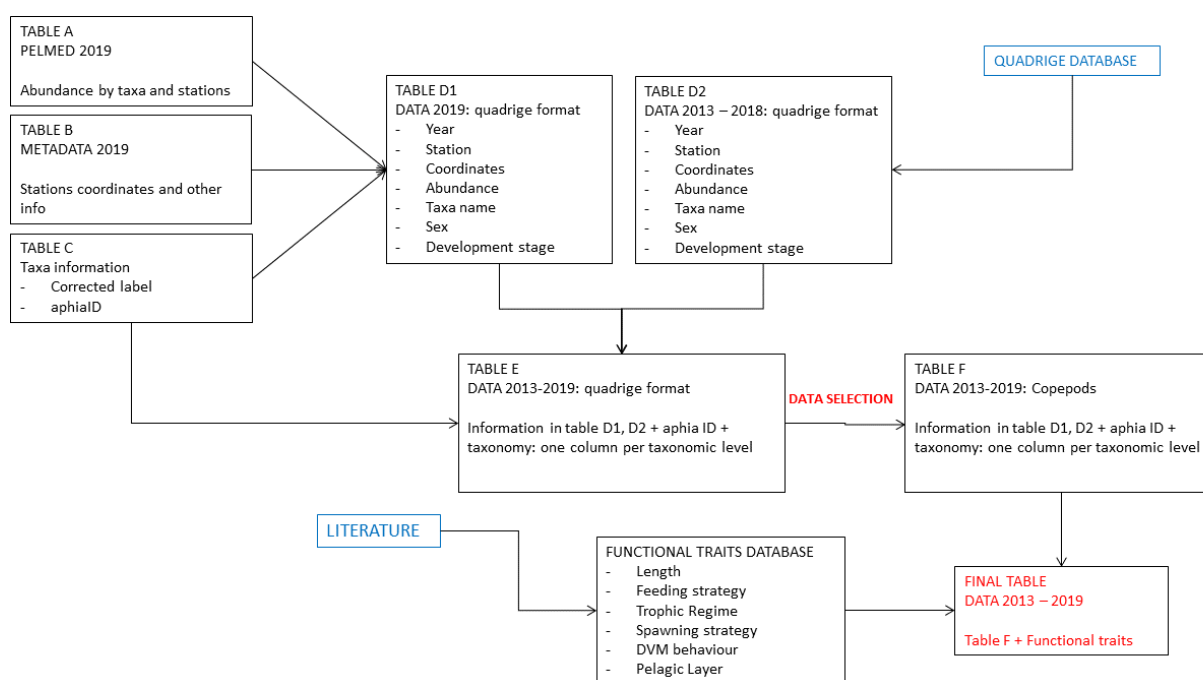 TABLE A
PELMED 2019
Abundance by taxa and stations
TABLE B
METADATA 2019
Stations coordinates and other
info
TABLE C
Taxa information
- Corrected label
- aphiaID
TABLE D1
DATA 2019: quadrige format
- Year
- Station
- Coordinates
- Abundance
- Taxa name
- Sex
- Development stage
TABLE D2
DATA 2013 – 2018: quadrige format
- Year
- Station
- Coordinates
- Abundance
- Taxa name
- Sex
- Development stage
QUADRIGE DATABASE
TABLE E
DATA 2013-2019: quadrige format
Information in table D1, D2 + aphia ID +
taxonomy: one column per taxonomic level
DATA SELECTION
TABLE F
DATA 2013-2019: Copepods
Information in table D1, D2 + aphia ID +
taxonomy: one column per taxonomic level
LITERATURE
FUNCTIONAL TRAITS DATABASE
- Length
- Feeding strategy
- Trophic Regime
- Spawning strategy
- DVM behaviour
- Pelagic Layer
FINAL TABLE
DATA 2013 – 2019
Table F + Functional traits